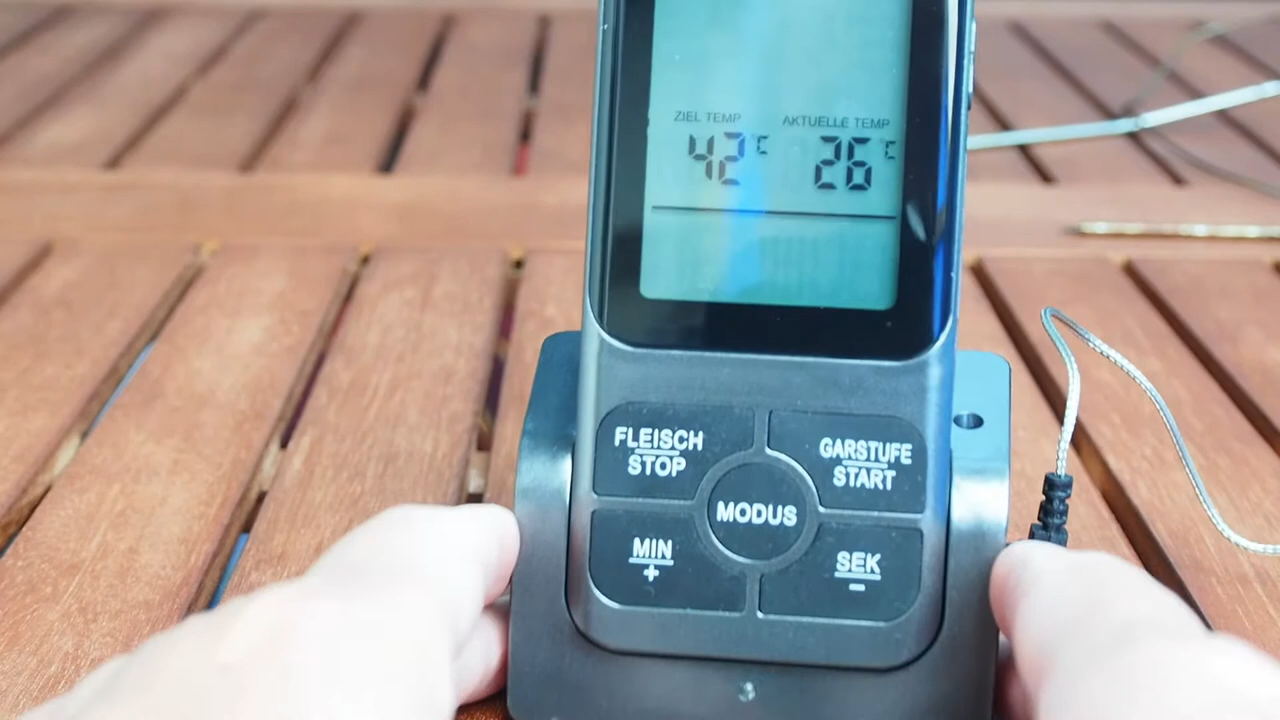 ZIEL TEMP AKTUELLE TEMP
42 °C 26 °C
FLEISCH
STOP
GARSTUFE
START
MODUS
MIN
+
SEK
-